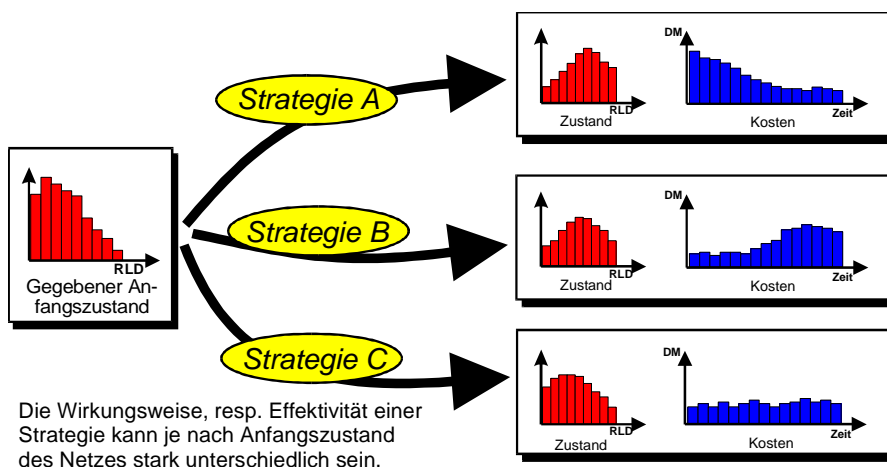 Strategie A
DM
RLD
Zustand
Zeit
Kosten
RLD
Gegebener An-
fangszustand
Strategie B
DM
RLD
Zustand
Zeit
Kosten
Strategie C
DM
RLD
Zustand
Zeit
Kosten
Die Wirkungsweise, resp. Effektivität einer
Strategie kann je nach Anfangszustand
des Netzes stark unterschiedlich sein.